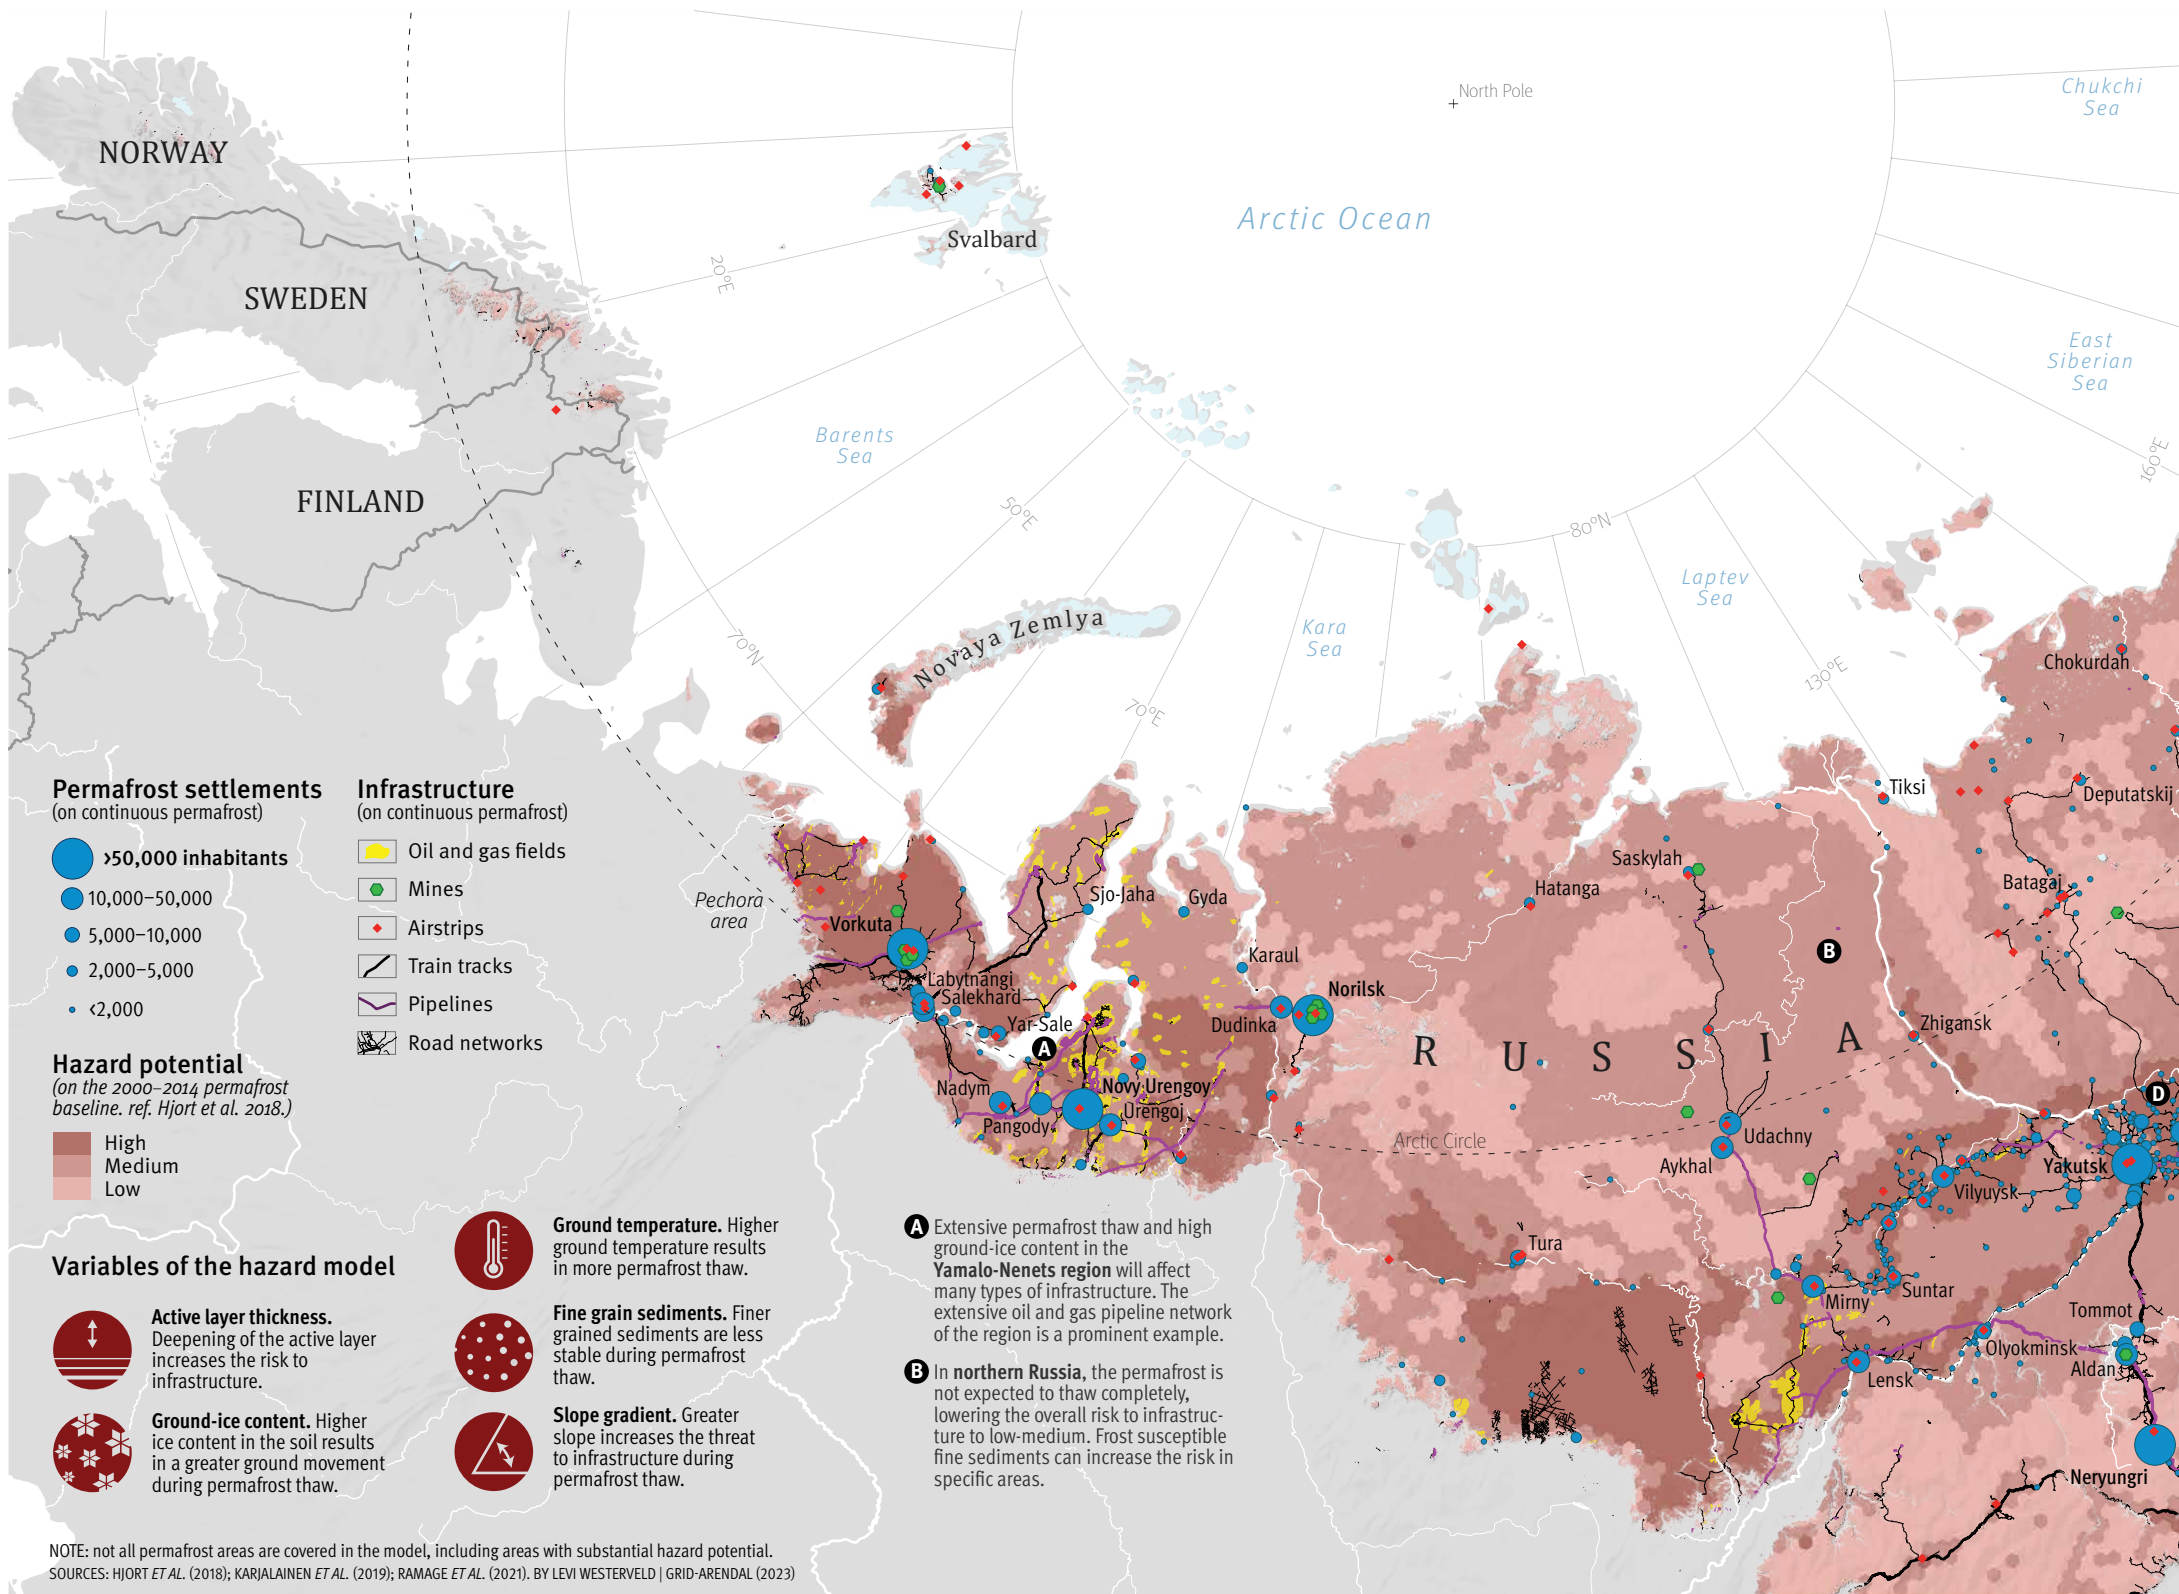 North Pole
Chukchi
Sea
NORWAY
Arctic Ocean
Svalbard
20°E
SWEDEN
East
Siberian
Sea
Barents
Sea
160°E
FINLAND
50°E
80°N
Laptev
Sea
Novaya Zemlya
Kara
Sea
70°N
130°E
70°E
Chokurdah
Tiksi
Deputatskij
Permafrost settlements
(on continuous permafrost)
>50,000 inhabitants
10,000–50,000
5,000–10,000
2,000–5,000
<2,000
Infrastructure
(on continuous permafrost)
Oil and gas fields
Mines
Airstrips
Train tracks
Pipelines
Road networks
Hazard potential
(on the 2000–2014 permafrost
baseline. ref. Hjort et al. 2018.)
High
Medium
Low
Pechora
area
Vorkuta
Sjo-Jaha
Gyda
Saskylah
Hatanga
Batagaj
Karaul
Labytnangi
Salekhard
Yar-Sale
A
B
Norilsk
Dudinka
RUSSIA
Zhigansk
Nadym
Novy Urengoy
Urengoj
Pangody
D
Arctic Circle
Udachny
Aykhal
Yakutsk
Vilyuysk
Tura
Suntar
Mirny
Tommot
Olyokminsk
Aldan
Lensk
Neryungri
Variables of the hazard model
Active layer thickness.
Deepening of the active layer
increases the risk to
infrastructure.
Ground-ice content. Higher
ice content in the soil results
in a greater ground movement
during permafrost thaw.
Ground temperature. Higher
ground temperature results
in more permafrost thaw.
Fine grain sediments. Finer
grained sediments are less
stable during permafrost
thaw.
Slope gradient. Greater
slope increases the threat
to infrastructure during
permafrost thaw.
A Extensive permafrost thaw and high
ground-ice content in the
Yamalo-Nenets region will affect
many types of infrastructure. The
extensive oil and gas pipeline network
of the region is a prominent example.
B In northern Russia, the permafrost is
not expected to thaw completely,
lowering the overall risk to infrastruc-
ture to low-medium. Frost susceptible
fine sediments can increase the risk in
specific areas.
NOTE: not all permafrost areas are covered in the model, including areas with substantial hazard potential.
SOURCES: HJORT ET AL. (2018); KARJALAINEN ET AL. (2019); RAMAGE ET AL. (2021). BY LEVI WESTERVELD | GRID-ARENDAL (2023)